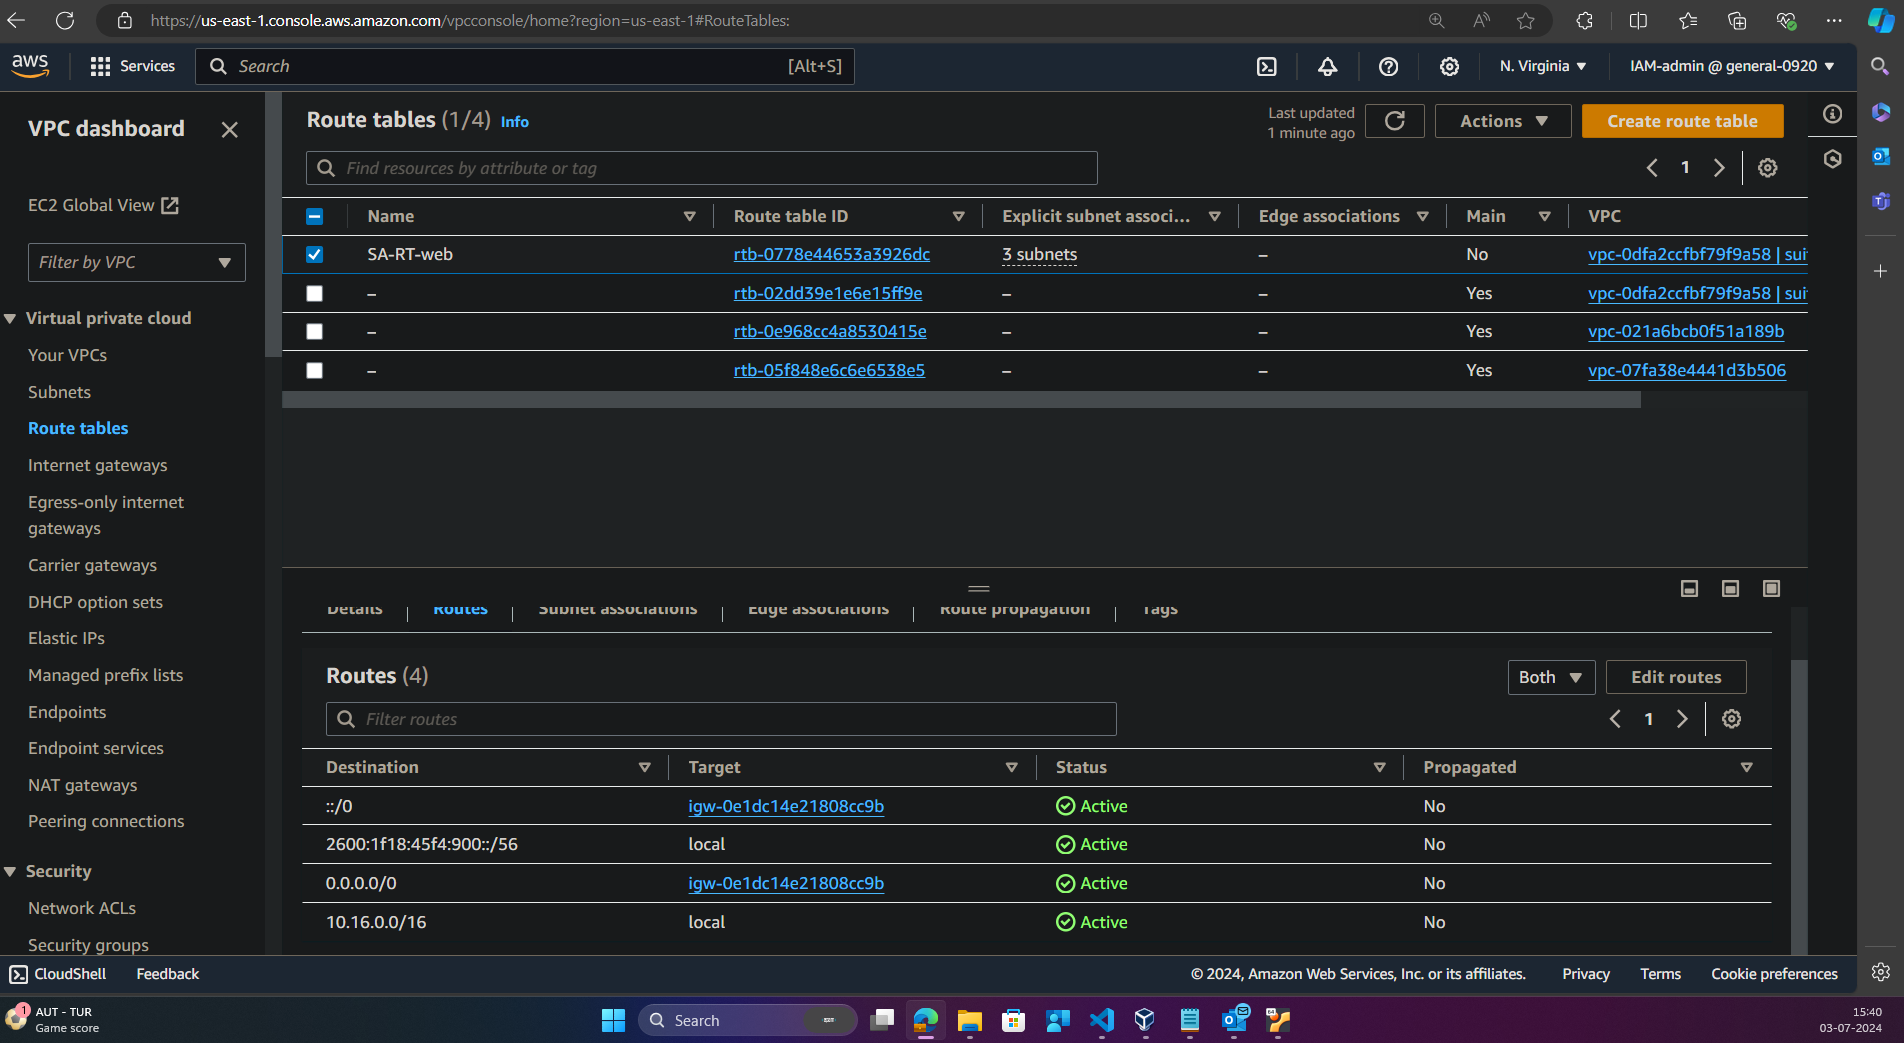 https://us-east-1.console.aws.amazon.com/vpcconsole/home?region=us-east-1#RouteTables:
aws
Services
Search
[Alt+S]
N. Virginia
IAM-admin @ general-0920
VPC dashboard
EC2 Global View
Filter by VPC
Virtual private cloud
Your VPCs
Subnets
Route tables
Internet gateways
Egress-only internet
gateways
Carrier gateways
DHCP option sets
Elastic IPs
Managed prefix lists
Endpoints
Endpoint services
NAT gateways
Peering connections
Security
Network ACLs
Security groups
Route tables (1/4) Info
Last updated
1 minute ago
Actions
Create route table
Find resources by attribute or tag
1
Name Route table ID Explicit subnet associ... Edge associations Main VPC
SA-RT-web rtb-0778e44653a3926dc 3 subnets – No vpc-0dfa2ccfbf79f9a58 | suit
– rtb-02dd39e1e6e15ff9e – – Yes vpc-0dfa2ccfbf79f9a58 | suit
– rtb-0e968cc4a8530415e – – Yes vpc-021a6bcb0f51a189b
– rtb-05f848e6c6e6538e5 – – Yes vpc-07fa38e4441d3b506
Details Routes Subnet associations Edge associations Route propagation Tags
Routes (4)
Both
Edit routes
Filter routes
1
Destination Target Status Propagated
::/0 igw-0e1dc14e21808cc9b Active No
2600:1f18:45f4:900::/56 local Active No
0.0.0.0/0 igw-0e1dc14e21808cc9b Active No
10.16.0.0/16 local Active No
CloudShell Feedback © 2024, Amazon Web Services, Inc. or its affiliates. Privacy Terms Cookie preferences
1
AUT - TUR
Game score
Search
15:40
03-07-2024